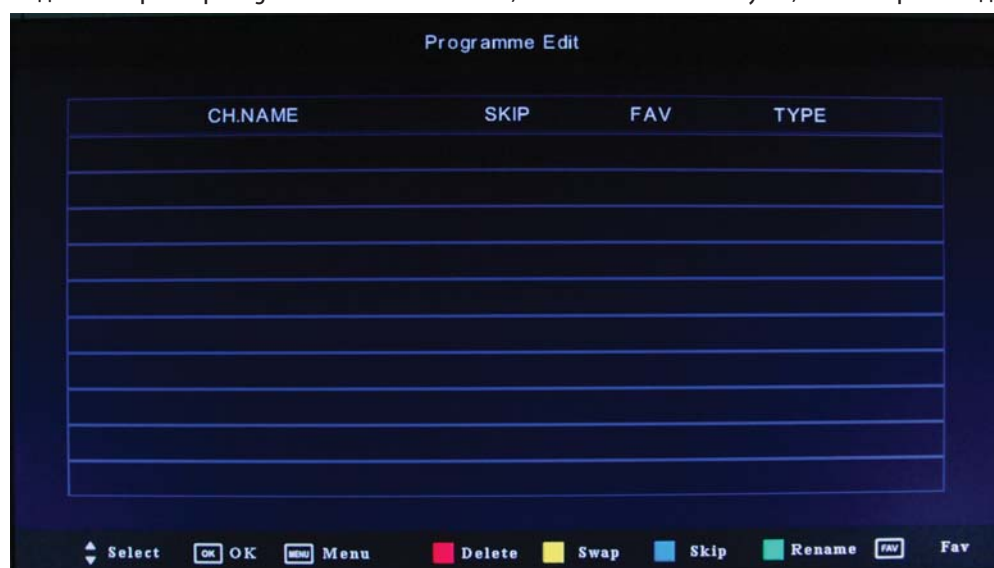 Programme Edit
CH.NAME SKIP FAV TYPE
Select OK OK MENU Menu Delete Swap Skip Rename FAV Fav